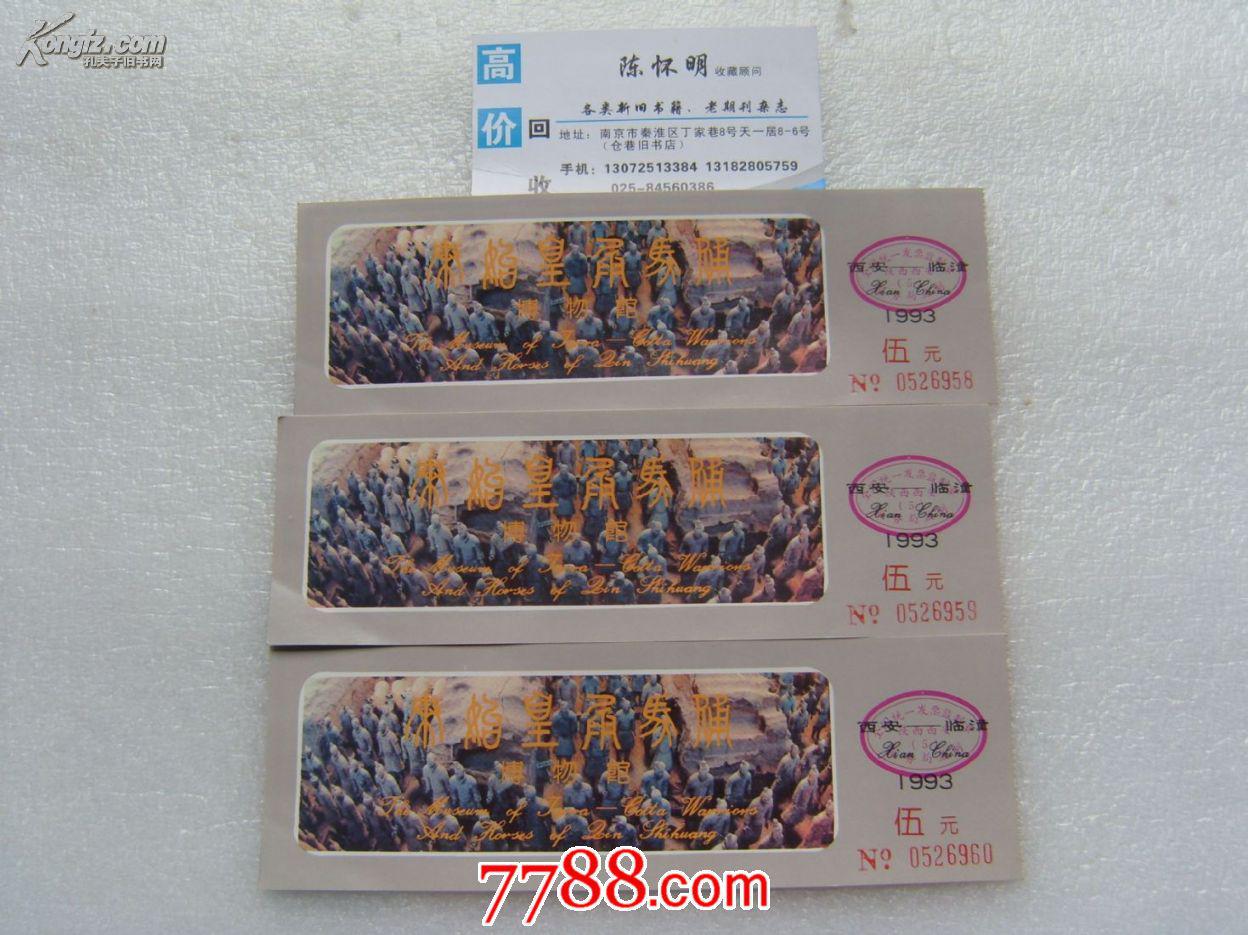 Kongfz.com
孔夫子旧书网
高
价
回
收
陈怀明 收藏顾问
各类新旧书籍、老期刊杂志
地址：南京市秦淮区丁家巷8号天一居8-6号
（仓巷旧书店）
手机：13072513384 13182805759
025-84560386
秦始皇兵马俑
博物館
The Museum of Terra-Cotta Warriors
And Horses of Qin Shihuang
西安——临潼
Xian China
1993
伍元
No 0526958
秦始皇兵马俑
博物館
The Museum of Terra-Cotta Warriors
And Horses of Qin Shihuang
西安——临潼
Xian China
1993
伍元
No 0526959
秦始皇兵马俑
博物館
The Museum of Terra-Cotta Warriors
And Horses of Qin Shihuang
西安——临潼
Xian China
1993
伍元
No 0526960
7788.com